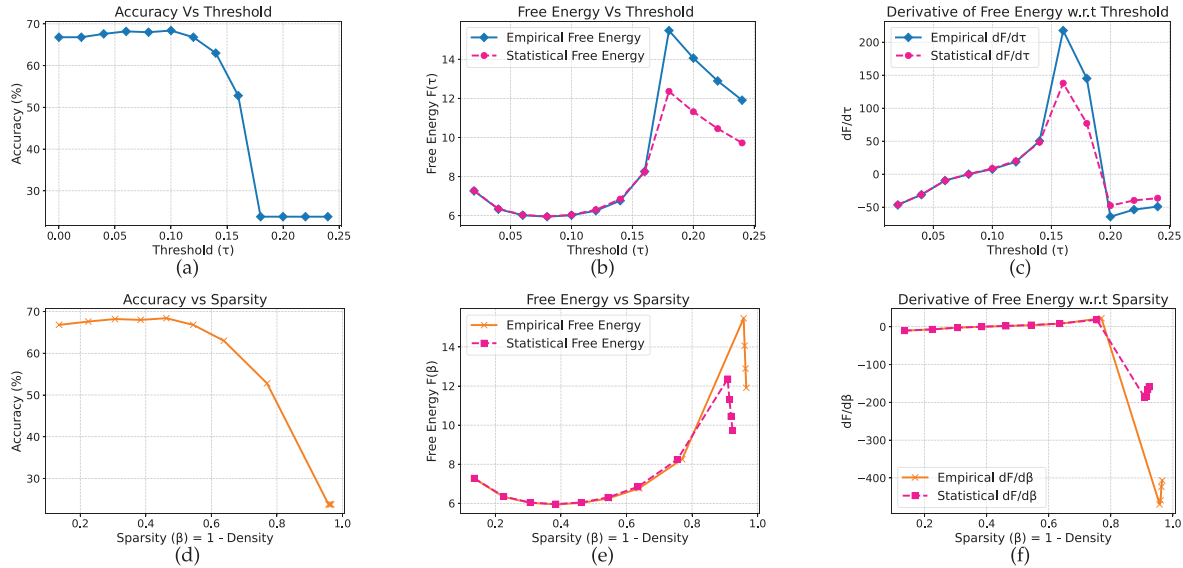 Accuracy Vs Threshold
70
60
50
40
30
Accuracy (%)
0.00 0.05 0.10 0.15 0.20 0.25
Threshold (τ)
(a)
Free Energy Vs Threshold
Empirical Free Energy
Statistical Free Energy
14
12
10
8
6
Free Energy F(τ)
0.05 0.10 0.15 0.20 0.25
Threshold (τ)
(b)
Derivative of Free Energy w.r.t Threshold
Empirical dF/dτ
Statistical dF/dτ
200
150
100
50
0
−50
dF/dτ
0.05 0.10 0.15 0.20 0.25
Threshold (τ)
(c)
Accuracy vs Sparsity
70
60
50
40
30
Accuracy (%)
0.2 0.4 0.6 0.8 1.0
Sparsity (β) = 1 - Density
(d)
Free Energy vs Sparsity
Empirical Free Energy
Statistical Free Energy
14
12
10
8
6
Free Energy F(β)
0.2 0.4 0.6 0.8 1.0
Sparsity (β) = 1 - Density
(e)
Derivative of Free Energy w.r.t Sparsity
0
−100
−200
−300
−400
dF/dβ
Empirical dF/dβ
Statistical dF/dβ
0.2 0.4 0.6 0.8 1.0
Sparsity (β) = 1 - Density
(f)